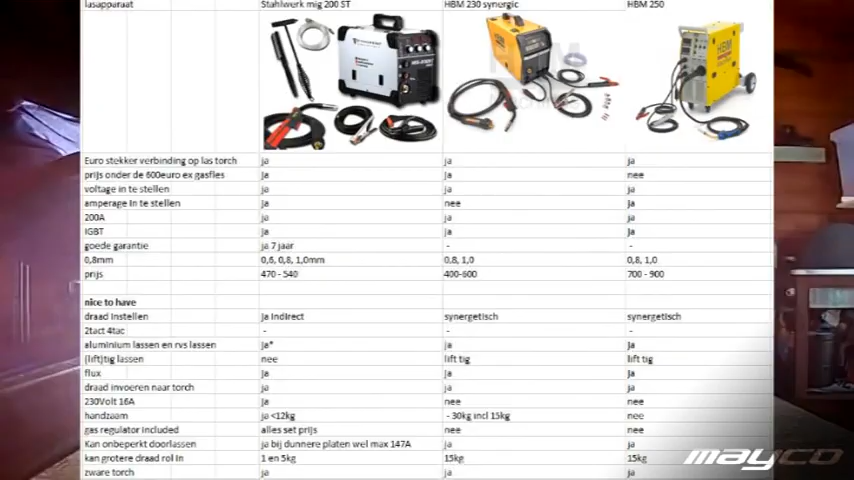 lasapparaat Stahlwerk mig 200 ST HBM 230 synergic HBM 250
Euro stekker verbinding op las torch ja ja ja
prijs onder de 600euro ex gasfles ja ja nee
voltage in te stellen ja ja ja
amperage in te stellen ja nee ja
200A ja ja ja
IGBT ja ja ja
goede garantie ja 7 jaar - -
0,8mm 0,6, 0,8, 1,0mm 0,8, 1,0 0,8, 1,0
prijs 470 - 540 400-600 700 - 900
nice to have
draad instellen ja indirect synergetisch synergetisch
2tact 4tac - - -
aluminium lassen en rvs lassen ja* ja ja
(lift)tig lassen nee lift tig lift tig
flux ja ja ja
draad invoeren naar torch ja ja ja
230Volt 16A ja nee nee
handzaam ja <12kg - 30kg incl 15kg nee
gas regulator included alles set prijs nee nee
Kan onbeperkt doorlassen ja bij dunnere platen wel max 147A ja ja
kan grotere draad rol in 1 en 5kg 15kg 15kg
zware torch ja ja ja
HBM
mayco